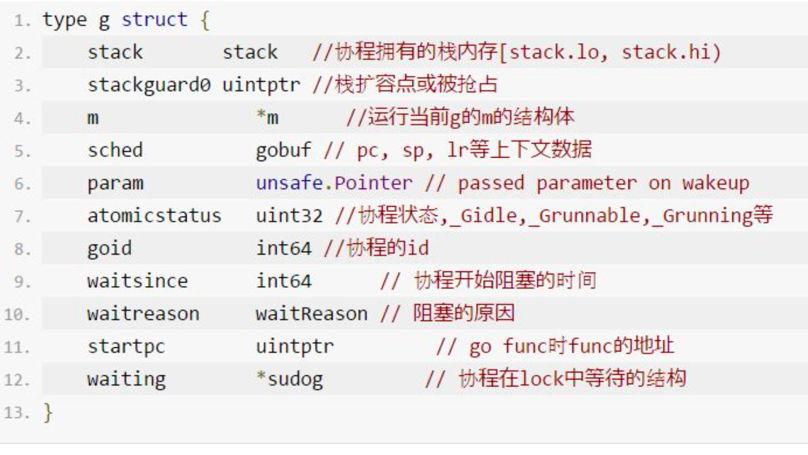 1. type g struct {
2. stack stack //协程拥有的栈内存[stack.lo, stack.hi)
3. stackguard0 uintptr //栈扩容点或被抢占
4. m *m //运行当前g的m的结构体
5. sched gobuf // pc, sp, lr等上下文数据
6. param unsafe.Pointer // passed parameter on wakeup
7. atomicstatus uint32 //协程状态,_Gidle,_Grunnable,_Grunning等
8. goid int64 //协程的id
9. waitsince int64 // 协程开始阻塞的时间
10. waitreason waitReason // 阻塞的原因
11. startpc uintptr // go func时func的地址
12. waiting *sudog // 协程在lock中等待的结构
13. }